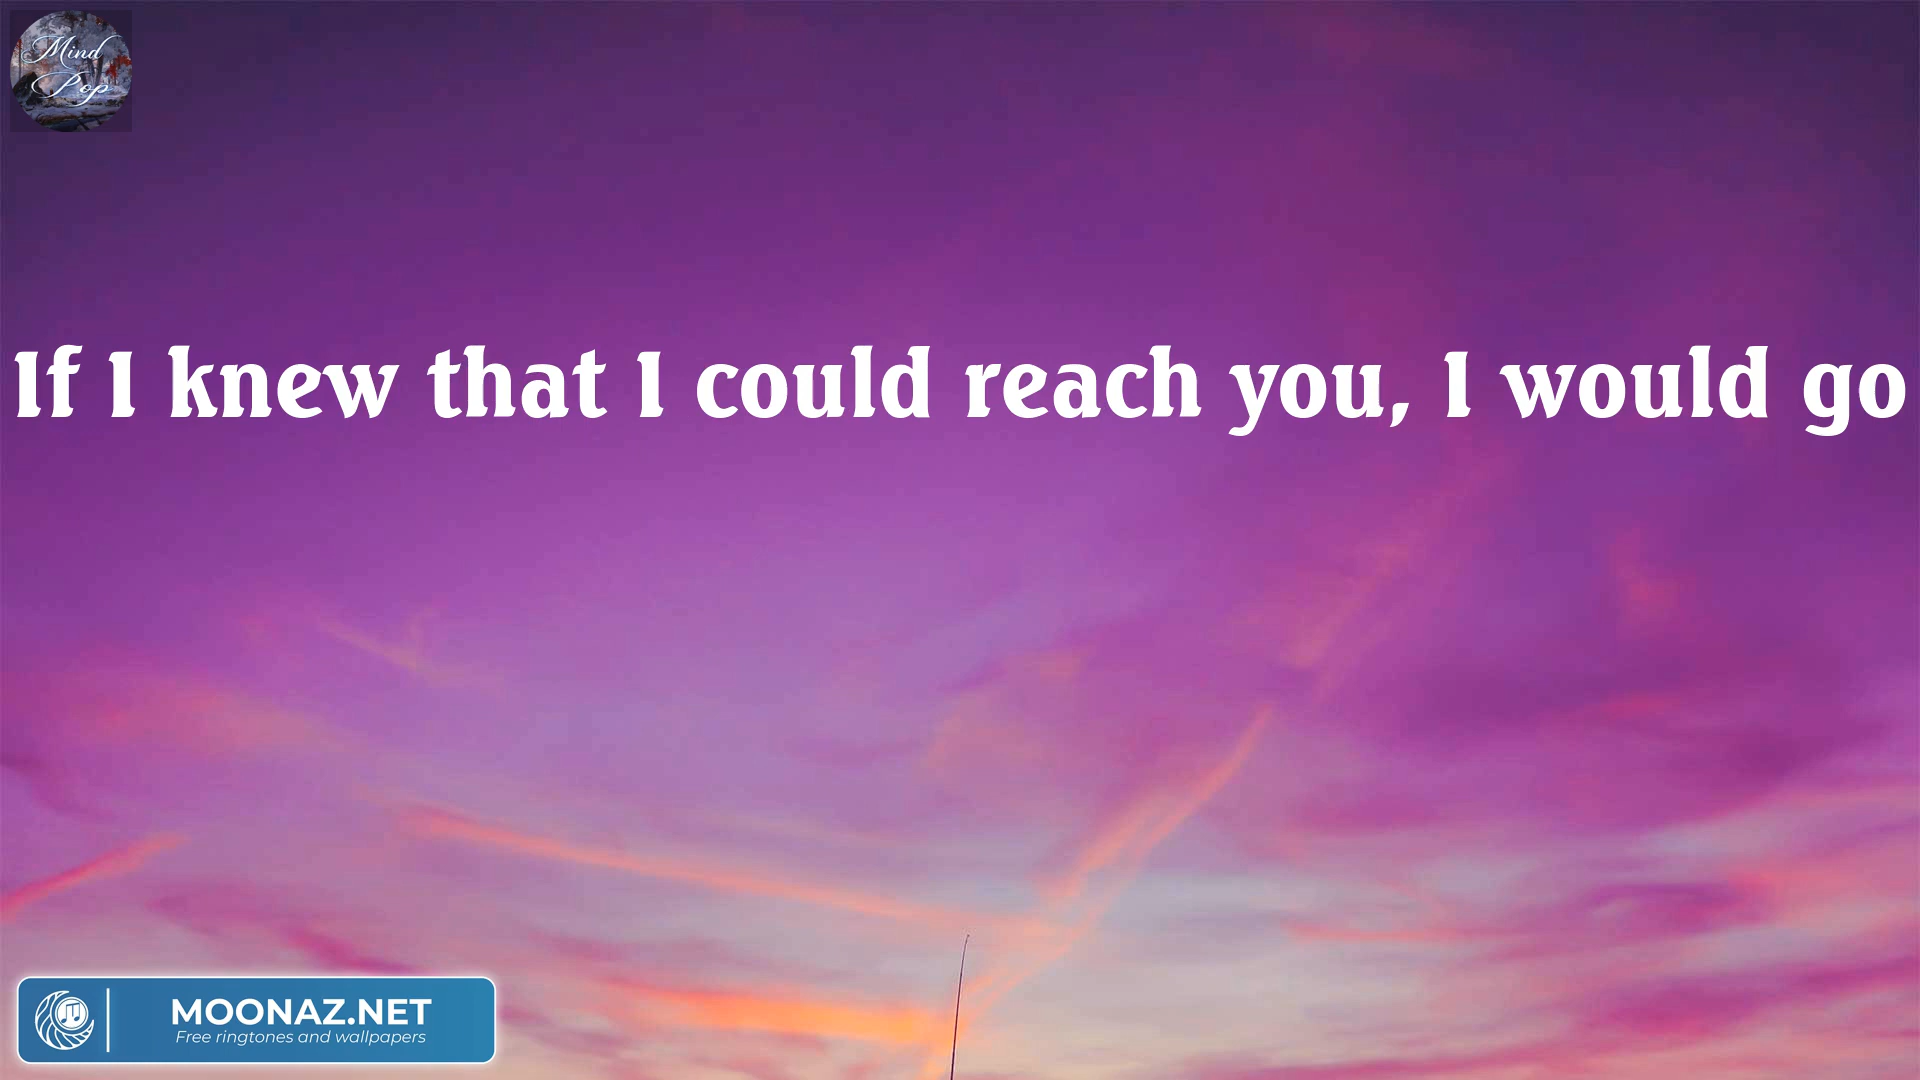 Mind
Pop
If I knew that I could reach you, I would go
MOONAZ.NET
Free ringtones and wallpapers